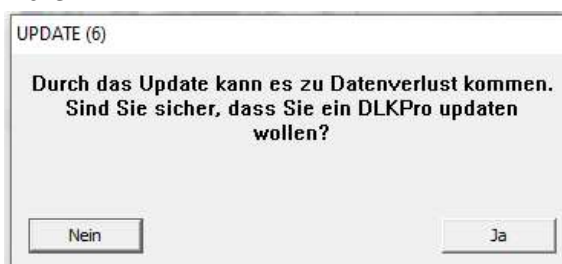 UPDATE (6)
Durch das Update kann es zu Datenverlust kommen.
Sind Sie sicher, dass Sie ein DLKPro updaten
wollen?
Nein
Ja